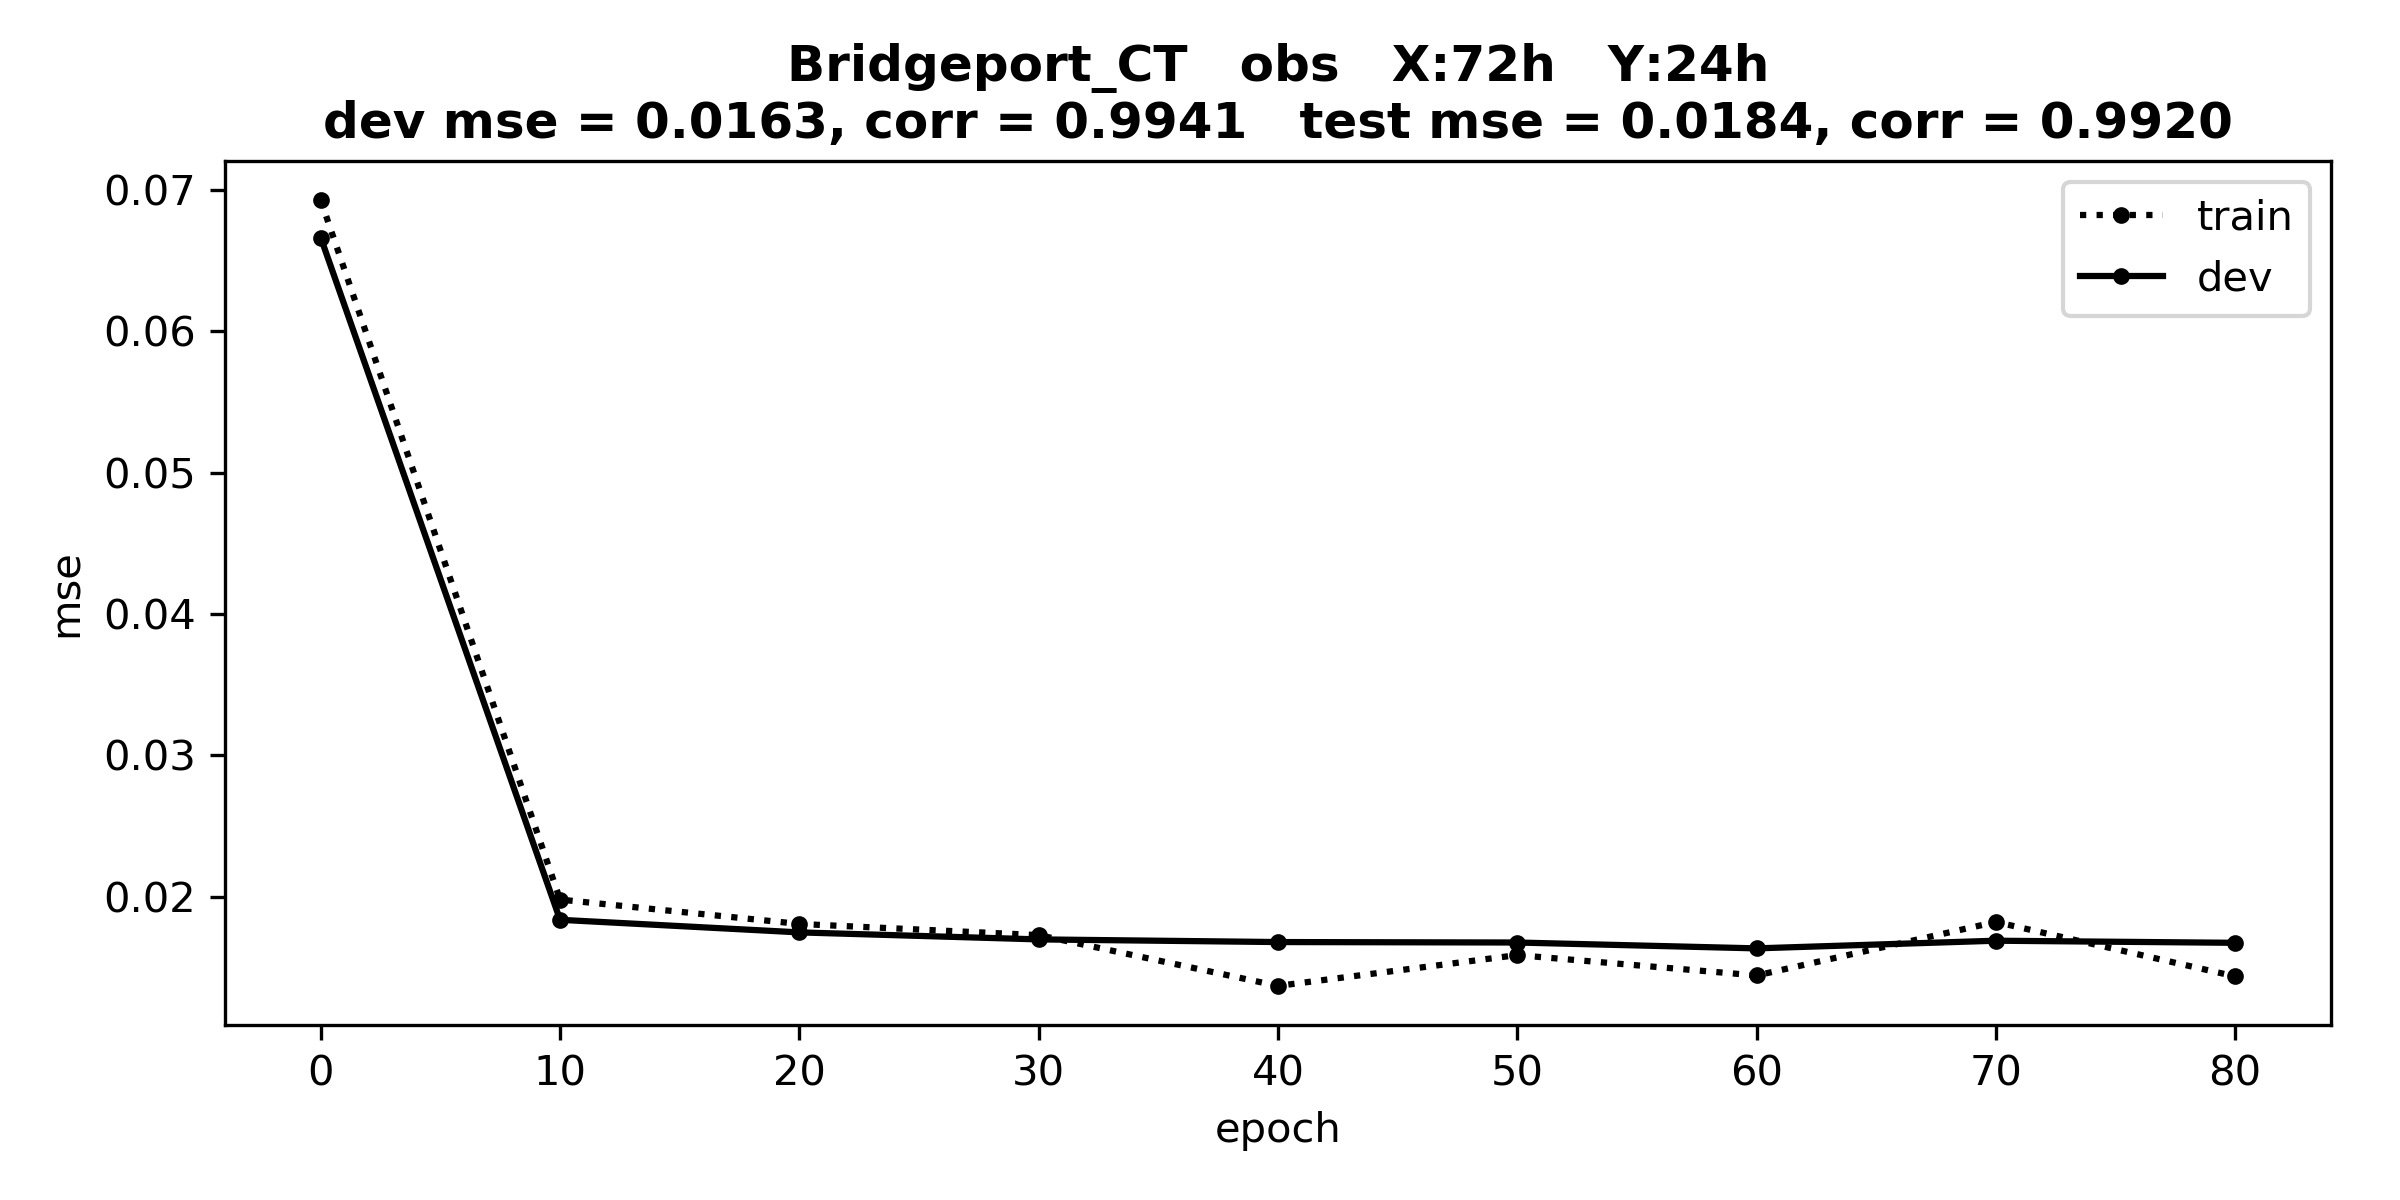 Bridgeport_CT   obs   X:72h   Y:24h
dev mse = 0.0163, corr = 0.9941   test mse = 0.0184, corr = 0.9920
0.07
0.06
0.05
0.04
0.03
0.02
mse
train
dev
0 10 20 30 40 50 60 70 80
epoch